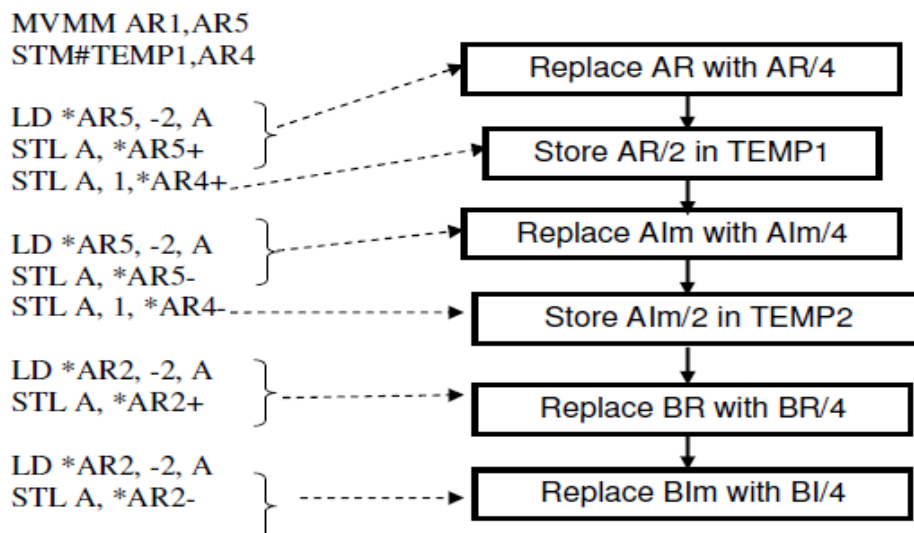 MVMM AR1,AR5
STM#TEMP1,AR4
LD *AR5, -2, A
STL A, *AR5+
STL A, 1,*AR4+
LD *AR5, -2, A
STL A, *AR5-
STL A, 1, *AR4-
LD *AR2, -2, A
STL A, *AR2+
LD *AR2, -2, A
STL A, *AR2-
Replace AR with AR/4
Store AR/2 in TEMP1
Replace AIm with AIm/4
Store AIm/2 in TEMP2
Replace BR with BR/4
Replace BIm with BI/4